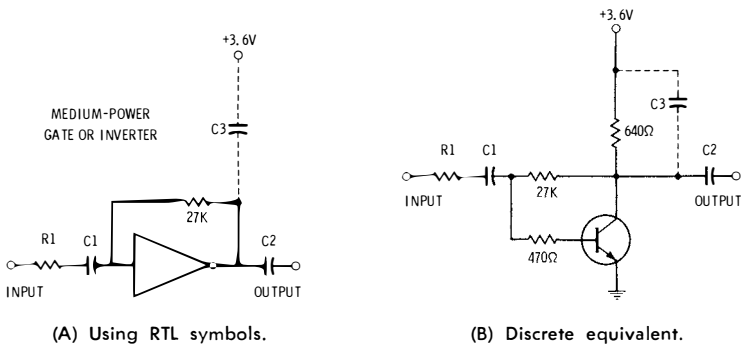 +3.6V
C3
MEDIUM-POWER
GATE OR INVERTER
27K
R1
C1
C2
INPUT
OUTPUT
(A) Using RTL symbols.
+3.6V
C3
640Ω
R1
C1
27K
C2
INPUT
OUTPUT
470Ω
(B) Discrete equivalent.